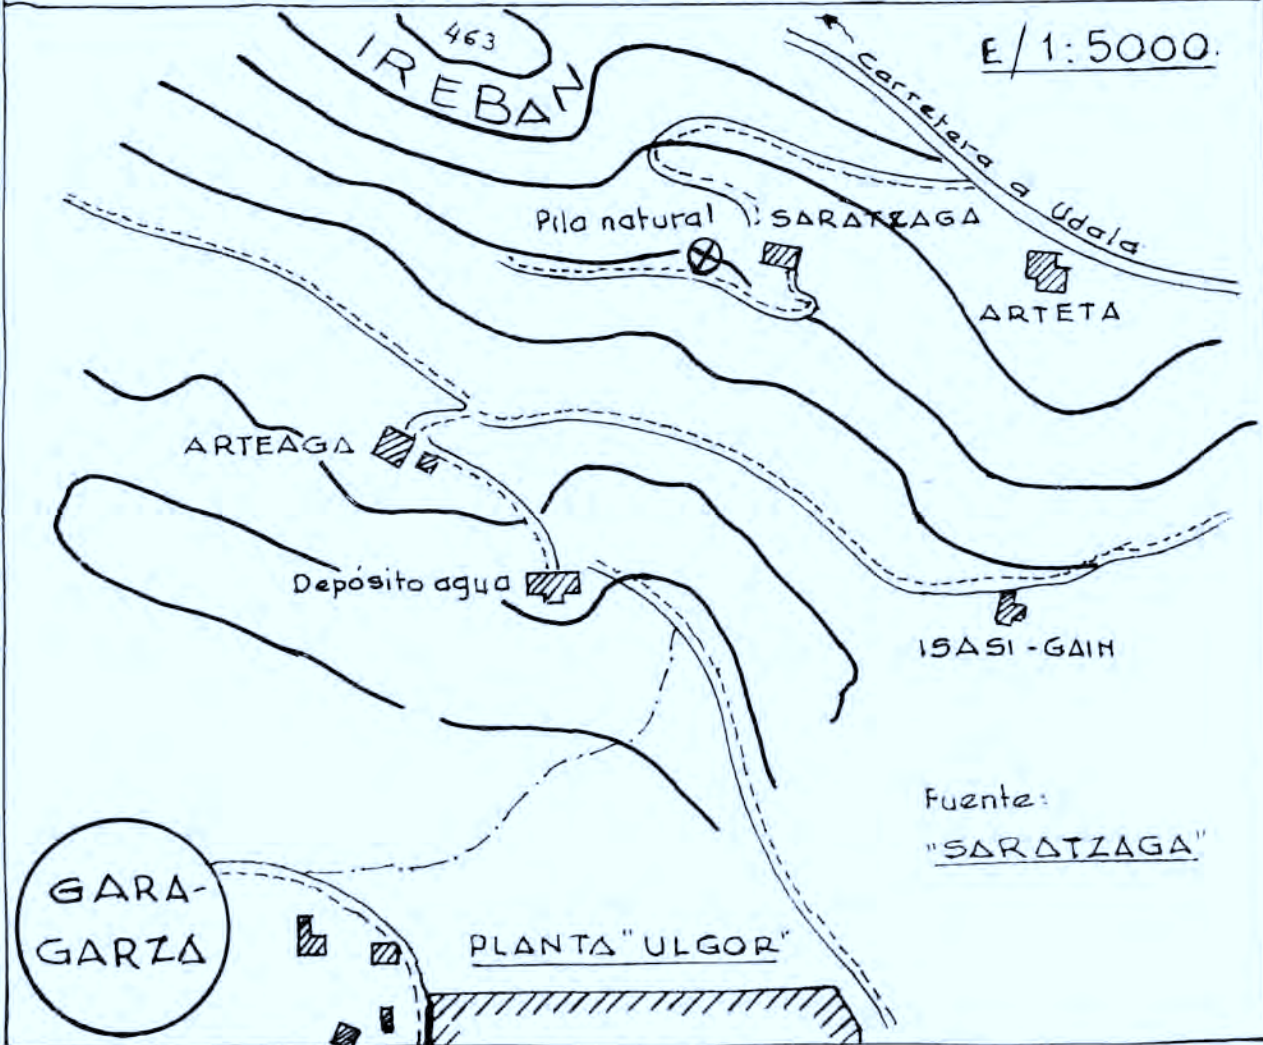 463
IREBAN
E/1:5000.
Carretera a Udala
Pila natural
SARATZAGA
ARTETA
ARTEAGA
Depósito agua
ISASI-GAIN
Fuente:
"SARATZAGA"
GARA-
GARZA
PLANTA "ULGOR"